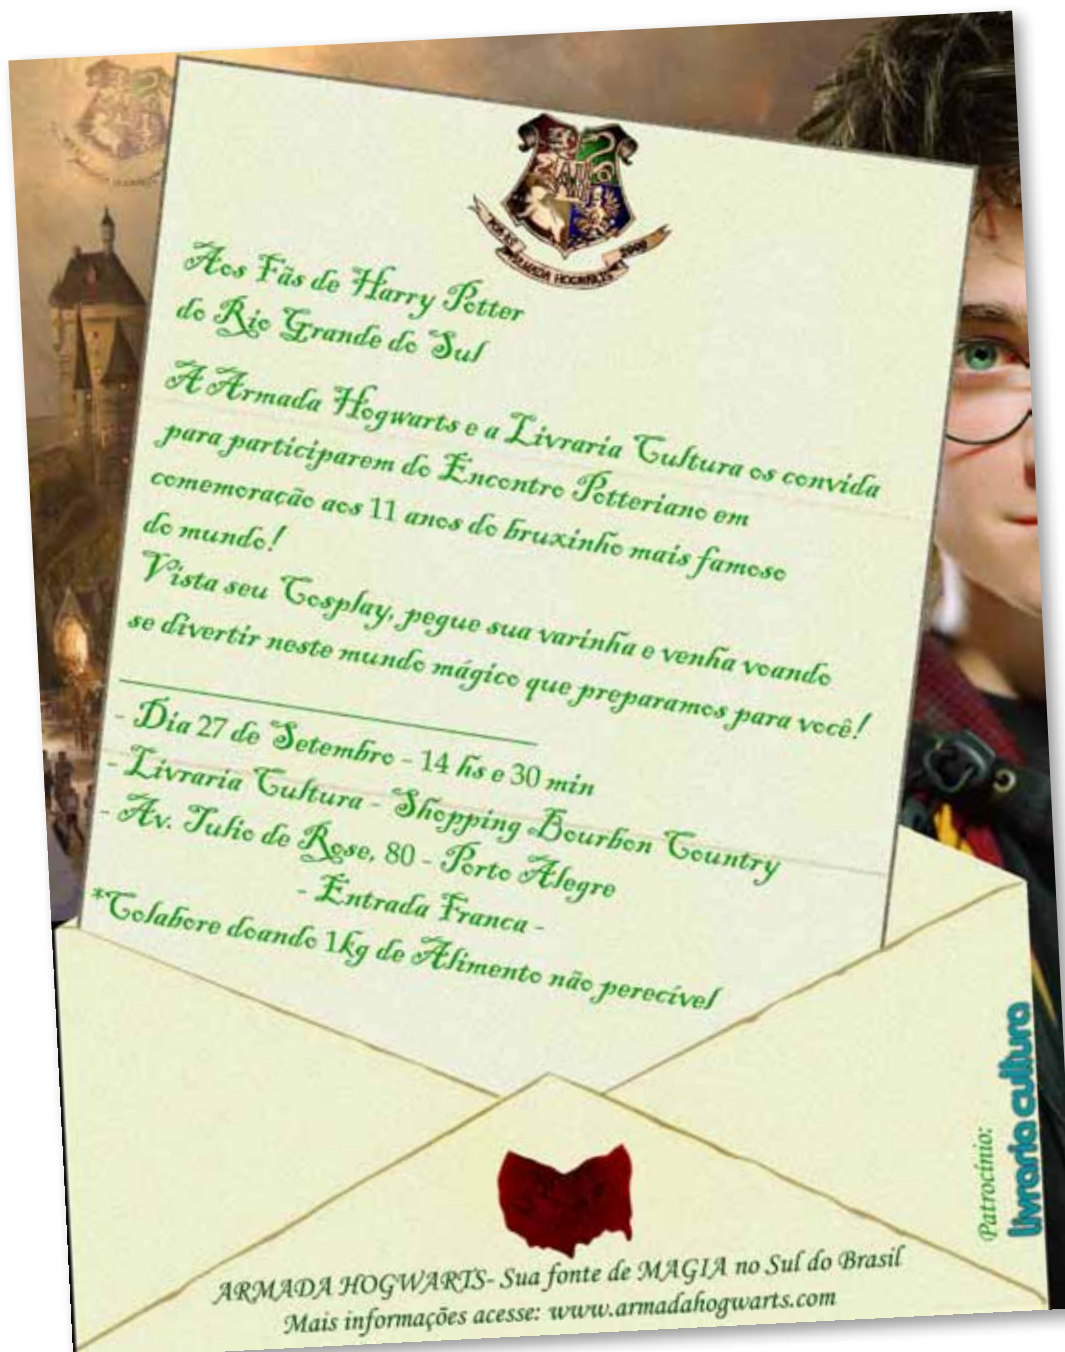 Aos Fãs de Harry Potter
do Rio Grande do Sul
A Armada Hogwarts e a Livraria Cultura os convida
para participarem do Encontro Potteriano em
comemoração aos 11 anos do bruxinho mais famoso
do mundo!
Vista seu Cosplay, pegue sua varinha e venha voando
se divertir neste mundo mágico que preparamos para você!
- Dia 27 de Setembro - 14 hs e 30 min
- Livraria Cultura - Shopping Bourbon Country
- Av. Tulio de Rose, 80 - Porto Alegre
- Entrada Franca -
*Colabore doando 1kg de Alimento não perecível
Patrocínio:
livraria cultura
ARMADA HOGWARTS- Sua fonte de MAGIA no Sul do Brasil
Mais informações acesse: www.armadahogwarts.com